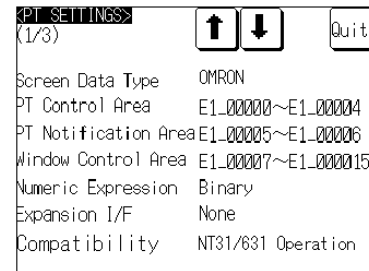 <PT SETTINGS>
(1/3)
Quit
Screen Data Type OMRON
PT Control Area E1_00000～E1_00004
PT Notification Area E1_00005～E1_00006
Window Control Area E1_00007～E1_000015
Numeric Expression Binary
Expansion I/F None
Compatibility NT31/631 Operation